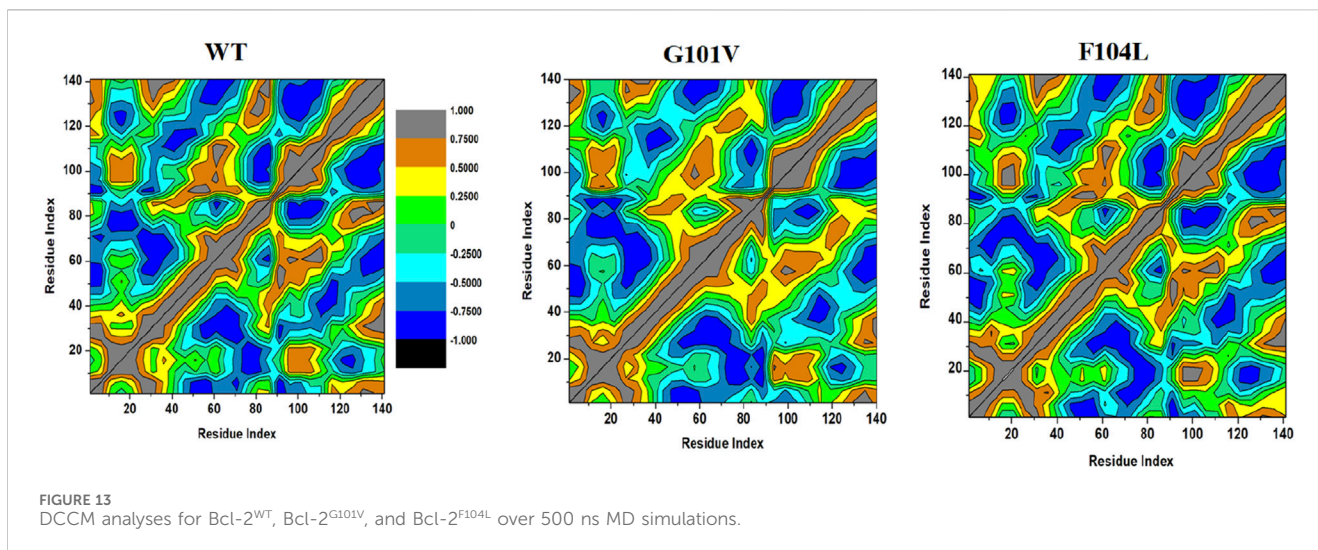 WT
G101V
F104L
140
120
100
80
60
40
20
Residue Index
20 40 60 80 100 120 140
Residue Index
1.000
0.7500
0.5000
0.2500
0
-0.2500
-0.5000
-0.7500
-1.000
140
120
100
80
60
40
20
Residue Index
20 40 60 80 100 120 140
Residue Index
140
120
100
80
60
40
20
Residue Index
20 40 60 80 100 120 140
Residue Index
FIGURE 13
DCCM analyses for Bcl-2WT, Bcl-2G101V, and Bcl-2F104L over 500 ns MD simulations.